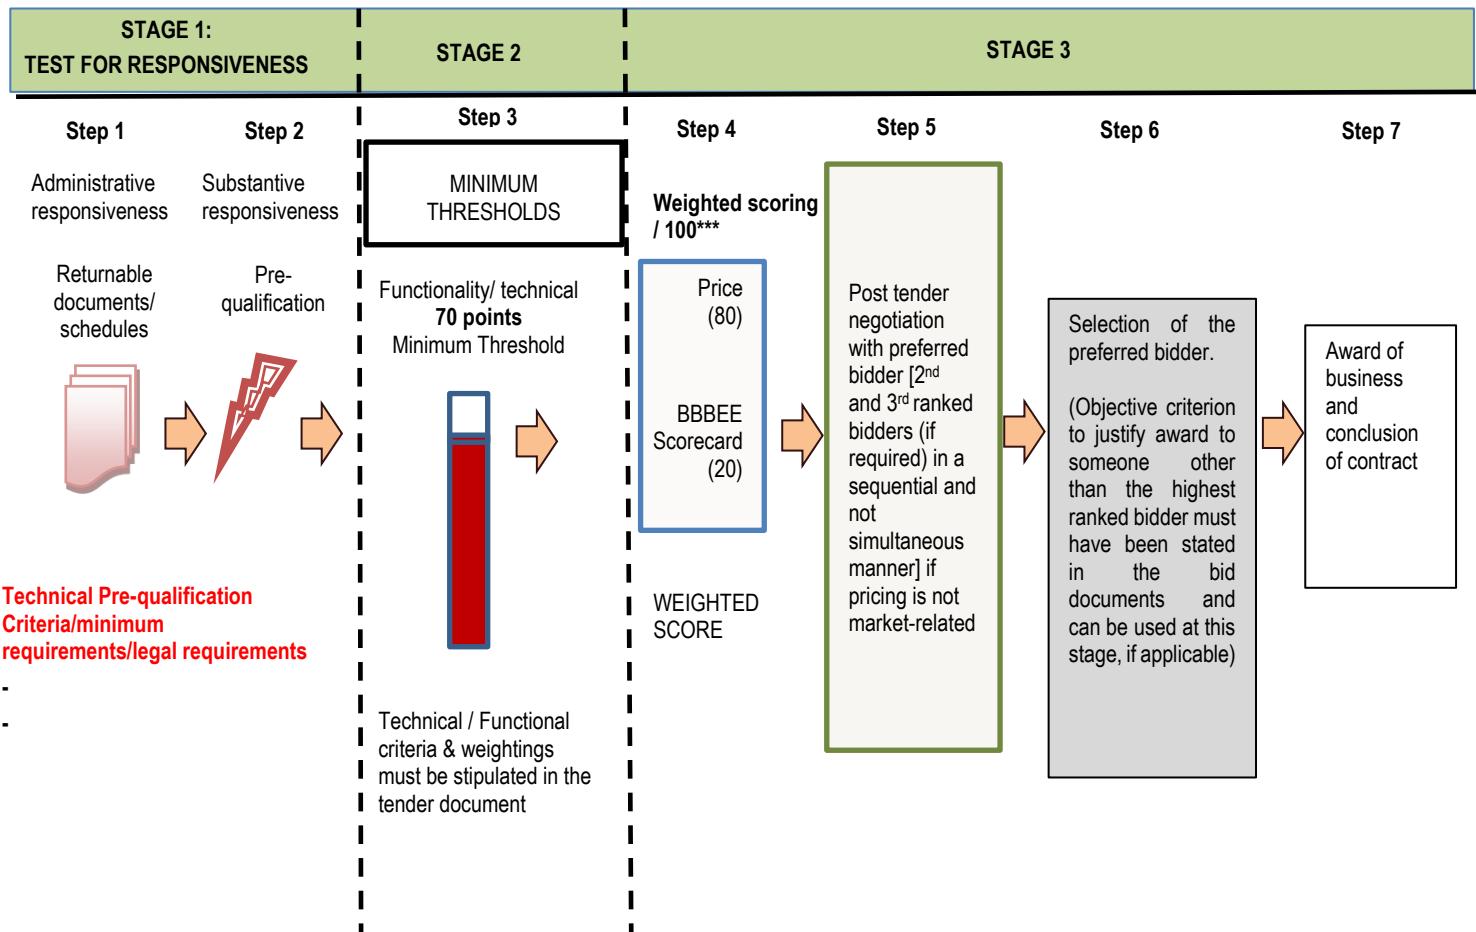 STAGE 1:
TEST FOR RESPONSIVENESS
STAGE 2
STAGE 3
Step 1
Step 2
Step 3
Step 4
Step 5
Step 6
Step 7
Administrative
responsiveness
Returnable
documents/
schedules
Substantive
responsiveness
Pre-
qualification
Technical Pre-qualification
Criteria/minimum
requirements/legal requirements
-
-
MINIMUM
THRESHOLDS
Functionality/ technical
70 points
Minimum Threshold
Technical / Functional
criteria & weightings
must be stipulated in the
tender document
Weighted scoring
/ 100***
Price
(80)
BBBEE
Scorecard
(20)
WEIGHTED
SCORE
Post tender
negotiation
with preferred
bidder [2nd
and 3rd ranked
bidders (if
required) in a
sequential and
not
simultaneous
manner] if
pricing is not
market-related
Selection of the
preferred bidder.
(Objective criterion
to justify award to
someone other
than the highest
ranked bidder must
have been stated
in the bid
documents and
can be used at this
stage, if applicable)
Award of
business
and
conclusion
of contract